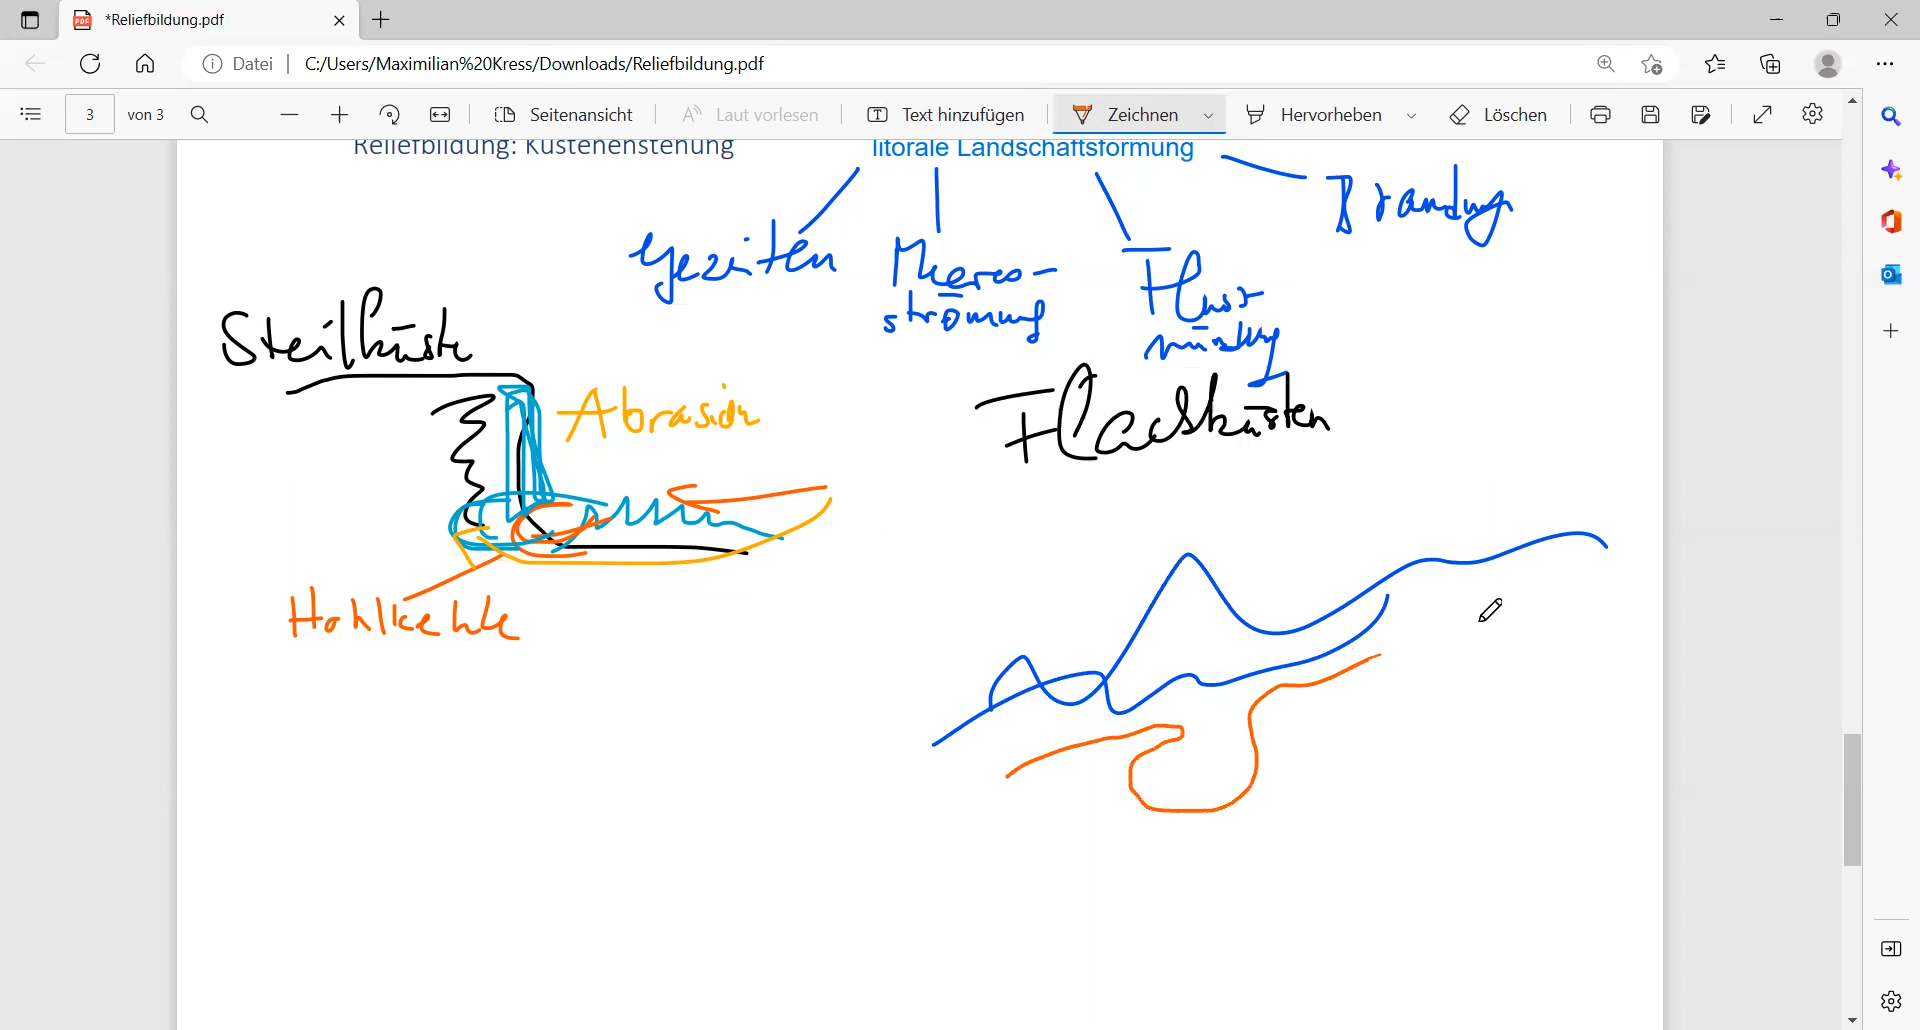 *Reliefbildung.pdf
Datei
C:/Users/Maximilian%20Kress/Downloads/Reliefbildung.pdf
3 von 3
Seitenansicht
Laut vorlesen
Text hinzufügen
Zeichnen
Hervorheben
Löschen
Reliefbildung: Küstenenstehung
litorale Landschaftsformung
Brandung
Gezeiten
Meeres-
strömung
Fluss
mündung
Steilküste
Abrasion
Flachküsten
Hohlkehle